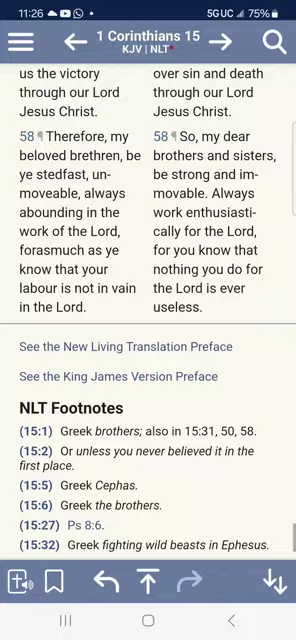 11:26 5G UC 75%
1 Corinthians 15
KJV | NLT*
us the victory
through our Lord
Jesus Christ.
58 ¶ Therefore, my
beloved brethren, be
ye stedfast, un-
moveable, always
abounding in the
work of the Lord,
forasmuch as ye
know that your
labour is not in vain
in the Lord.
over sin and death
through our Lord
Jesus Christ.
58 ¶ So, my dear
brothers and sisters,
be strong and im-
movable. Always
work enthusiasti-
cally for the Lord,
for you know that
nothing you do for
the Lord is ever
useless.
See the New Living Translation Preface
See the King James Version Preface
NLT Footnotes
(15:1) Greek brothers; also in 15:31, 50, 58.
(15:2) Or unless you never believed it in the
first place.
(15:5) Greek Cephas.
(15:6) Greek the brothers.
(15:27) Ps 8:6.
(15:32) Greek fighting wild beasts in Ephesus.